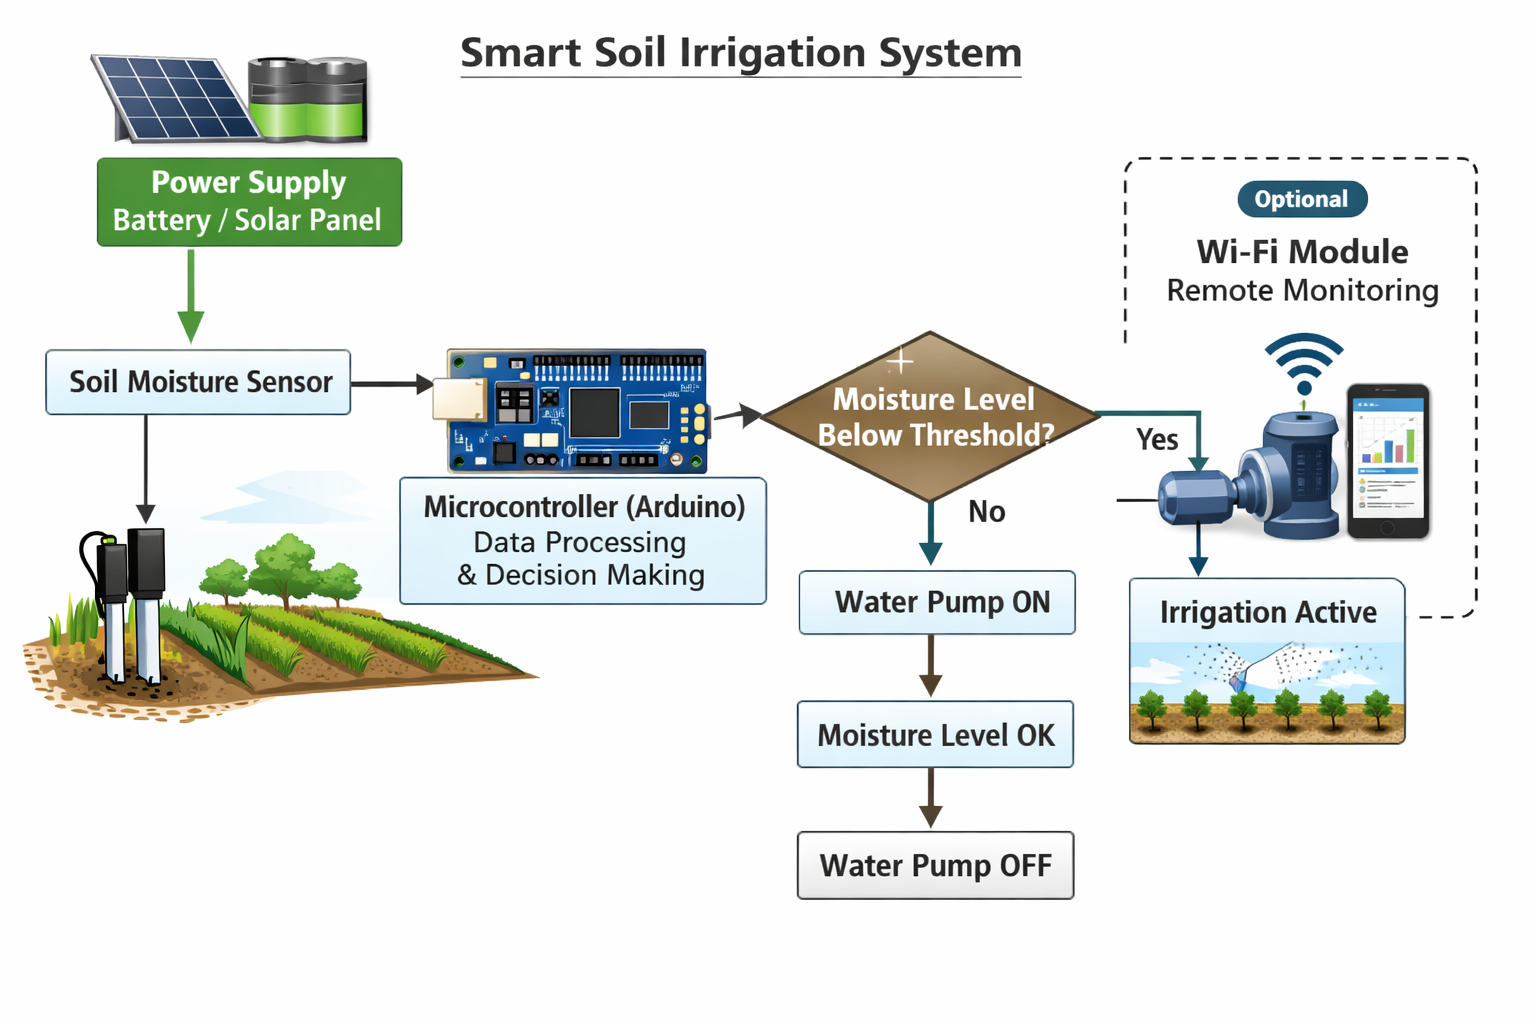 Smart Soil Irrigation System
Power Supply
Battery / Solar Panel
Optional
Wi-Fi Module
Remote Monitoring
Soil Moisture Sensor
Moisture Level
Below Threshold?
Yes
No
Microcontroller (Arduino)
Data Processing
& Decision Making
Water Pump ON
Irrigation Active
Moisture Level OK
Water Pump OFF